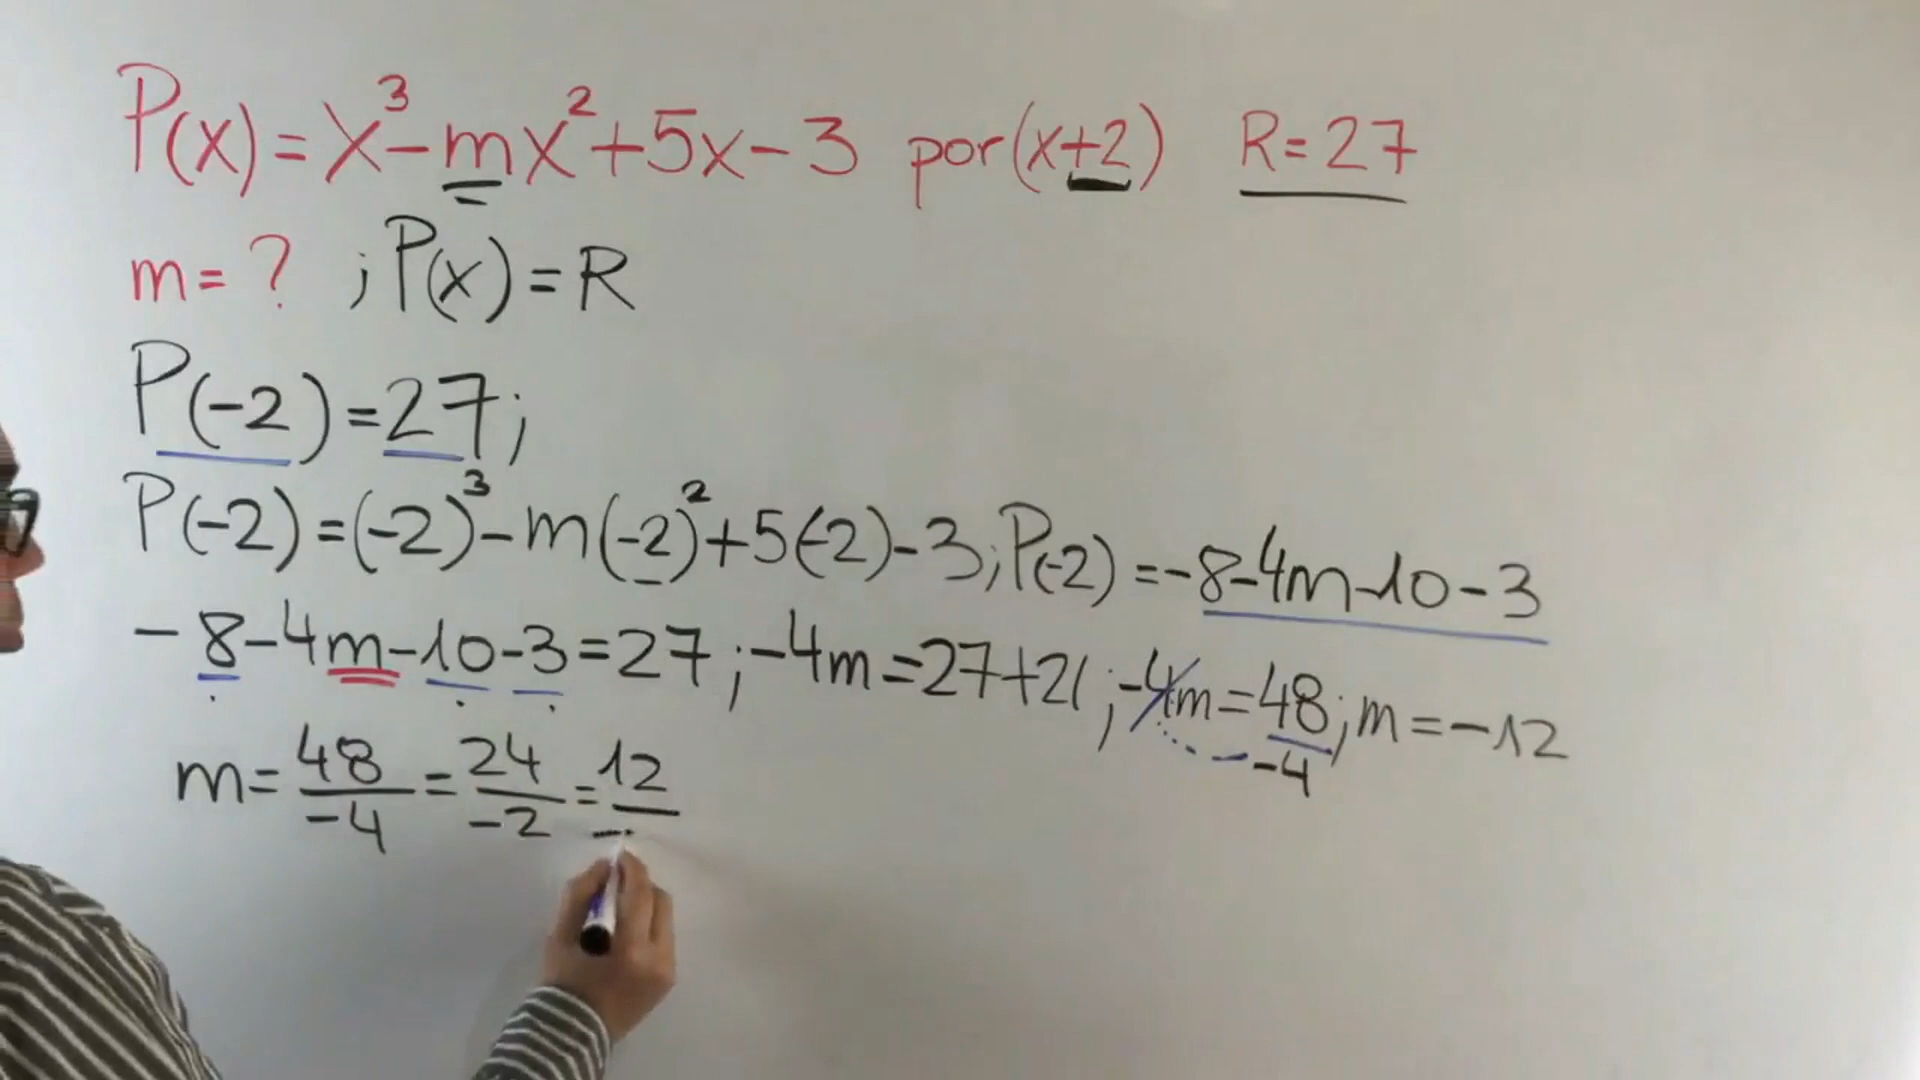 P(x)=x³-mx²+5x-3 por(x+2) R=27
m=? ;P(x)=R
P(-2)=27;
P(-2)=(-2)³-m(-2)²+5(-2)-3;P(-2)=-8-4m-10-3
-8-4m-10-3=27;-4m=27+21;-4m=48/-4;m=-12
m=48/-4=24/-2=12/-